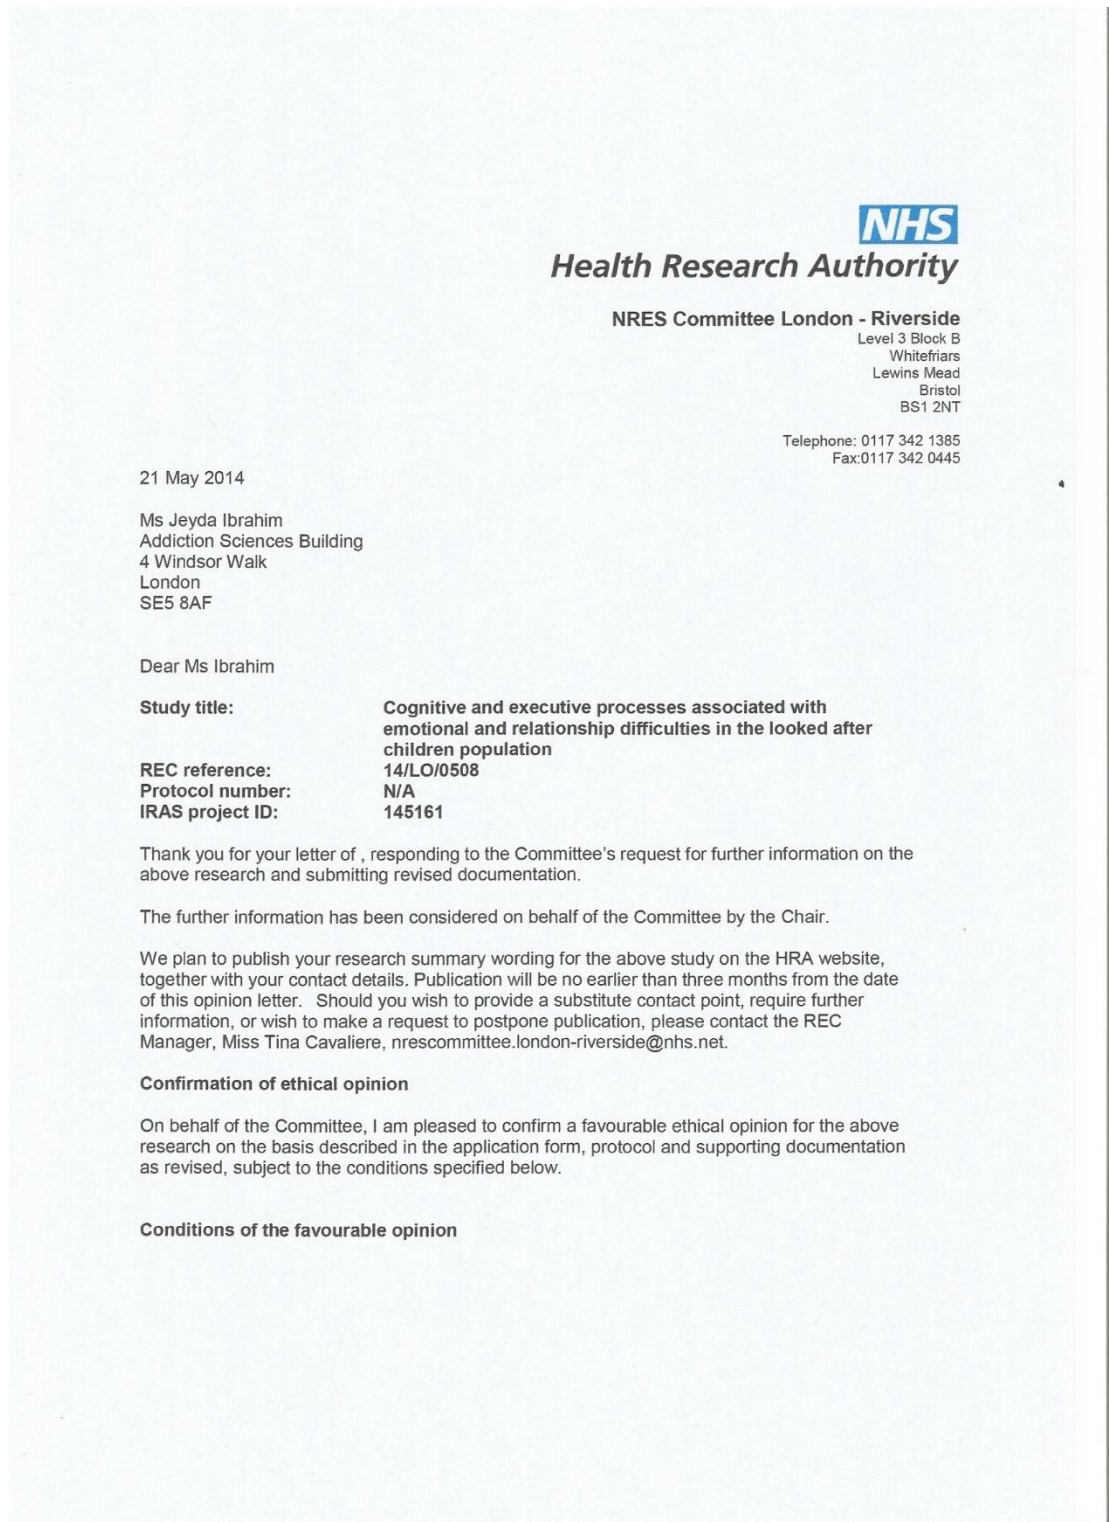 NHS
Health Research Authority
NRES Committee London - Riverside
Level 3 Block B
Whitefriars
Lewins Mead
Bristol
BS1 2NT
Telephone: 0117 342 1385
Fax:0117 342 0445
21 May 2014
Ms Jeyda Ibrahim
Addiction Sciences Building
4 Windsor Walk
London
SE5 8AF
Dear Ms Ibrahim
Study title: Cognitive and executive processes associated with
emotional and relationship difficulties in the looked after
children population
REC reference: 14/LO/0508
Protocol number: N/A
IRAS project ID: 145161
Thank you for your letter of , responding to the Committee's request for further information on the
above research and submitting revised documentation.
The further information has been considered on behalf of the Committee by the Chair.
We plan to publish your research summary wording for the above study on the HRA website,
together with your contact details. Publication will be no earlier than three months from the date
of this opinion letter. Should you wish to provide a substitute contact point, require further
information, or wish to make a request to postpone publication, please contact the REC
Manager, Miss Tina Cavaliere, nrescommittee.london-riverside@nhs.net.
Confirmation of ethical opinion
On behalf of the Committee, I am pleased to confirm a favourable ethical opinion for the above
research on the basis described in the application form, protocol and supporting documentation
as revised, subject to the conditions specified below.
Conditions of the favourable opinion